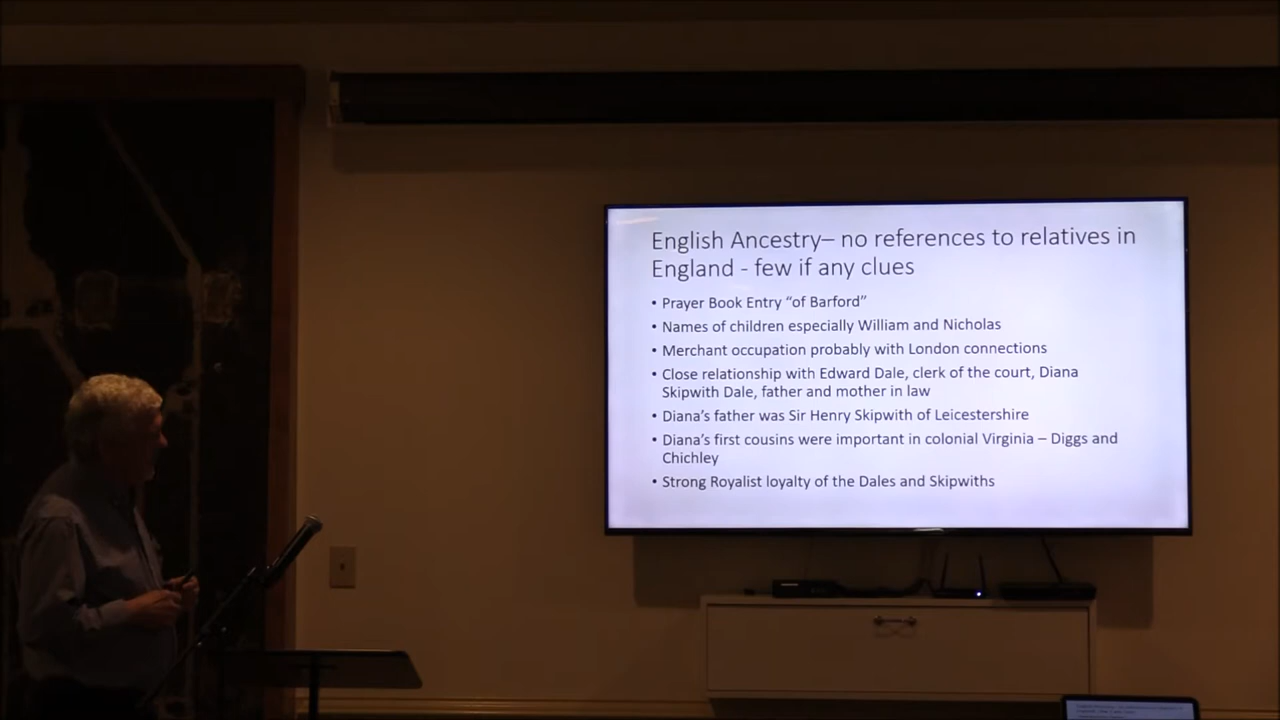 English Ancestry– no references to relatives in
England - few if any clues
• Prayer Book Entry “of Barford”
• Names of children especially William and Nicholas
• Merchant occupation probably with London connections
• Close relationship with Edward Dale, clerk of the court, Diana
Skipwith Dale, father and mother in law
• Diana’s father was Sir Henry Skipwith of Leicestershire
• Diana’s first cousins were important in colonial Virginia – Diggs and
Chichley
• Strong Royalist loyalty of the Dales and Skipwiths